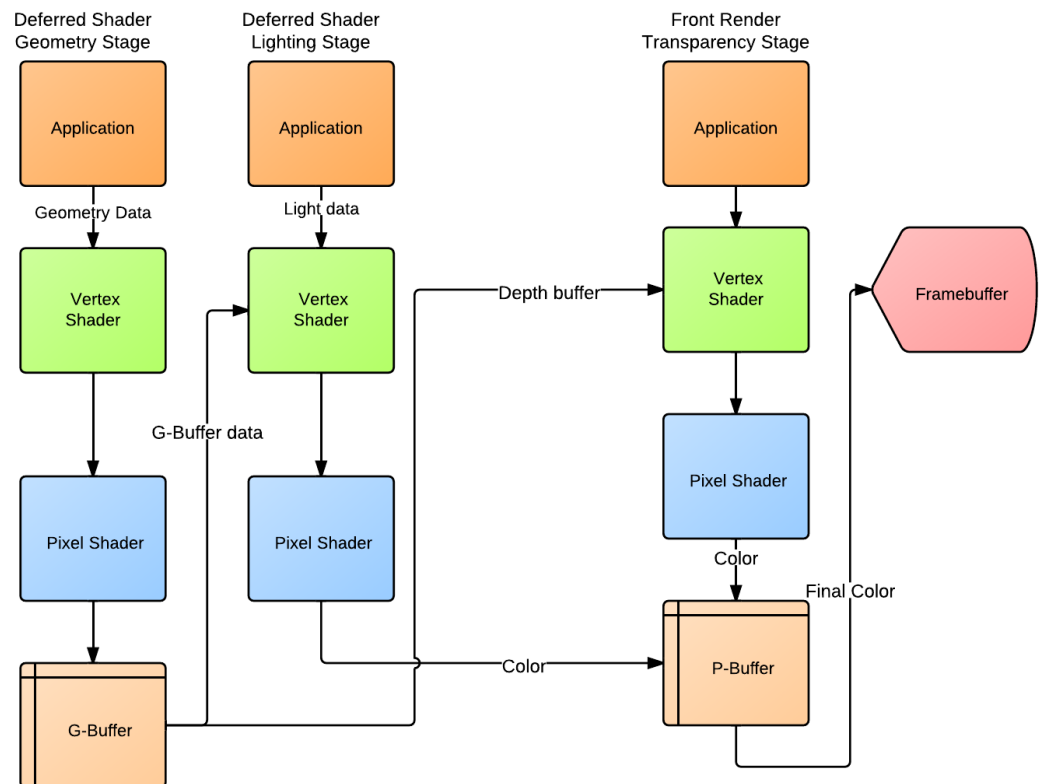 Deferred Shader
Geometry Stage
Deferred Shader
Lighting Stage
Front Render
Transparency Stage
Application
Application
Application
Geometry Data
Light data
Vertex
Shader
Vertex
Shader
Depth buffer
Vertex
Shader
Framebuffer
G-Buffer data
Pixel Shader
Pixel Shader
Pixel Shader
Color
Final Color
Color
P-Buffer
G-Buffer